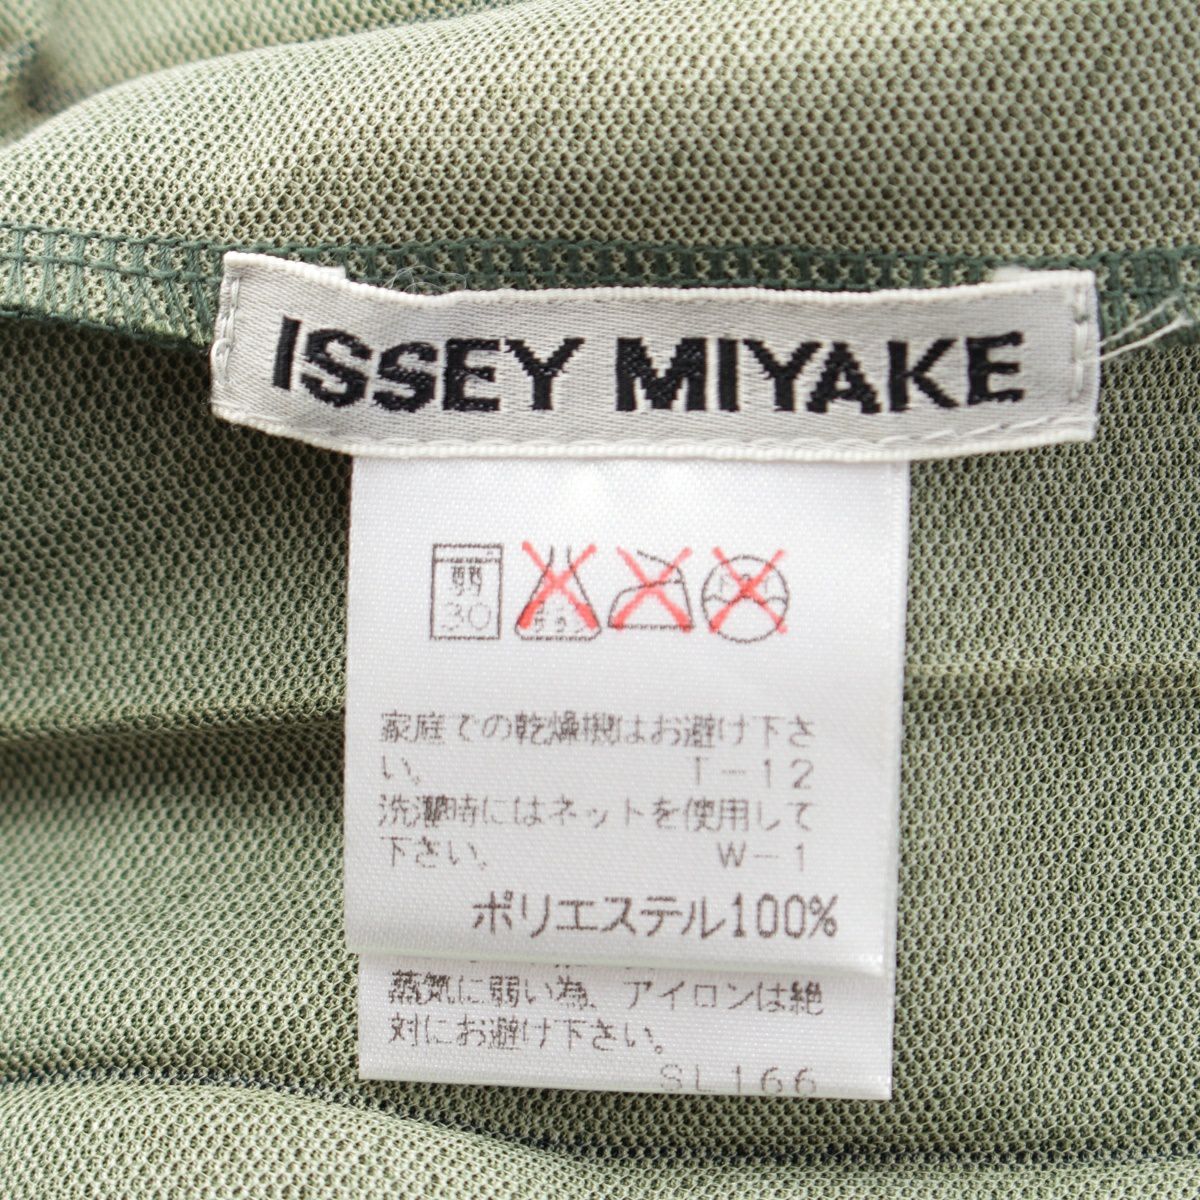 ISSEY MIYAKE
弱
30
家庭での乾燥機はお避け下さ
い。 T-12
洗濯時にはネットを使用して
下さい。 W-1
ポリエステル100%
蒸気に弱い為、アイロンは絶
対にお避け下さい。
SL166